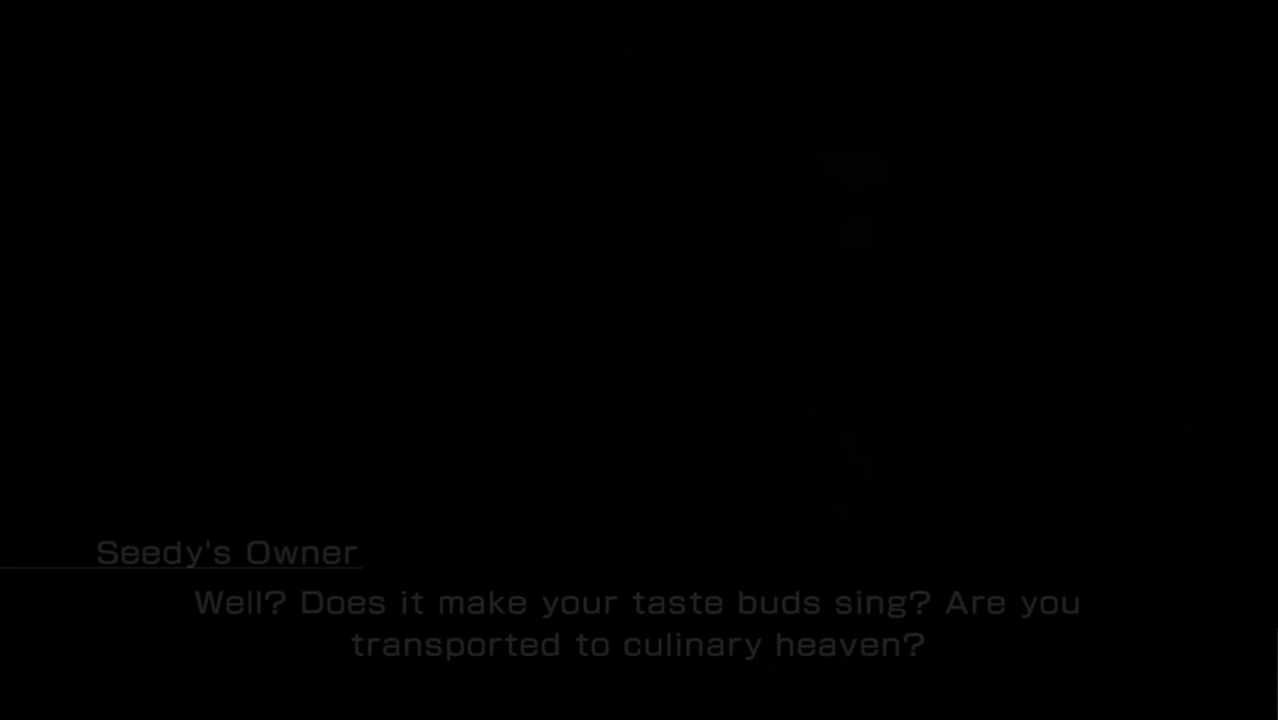 Seedy's Owner
Well? Does it make your taste buds sing? Are you
transported to culinary heaven?